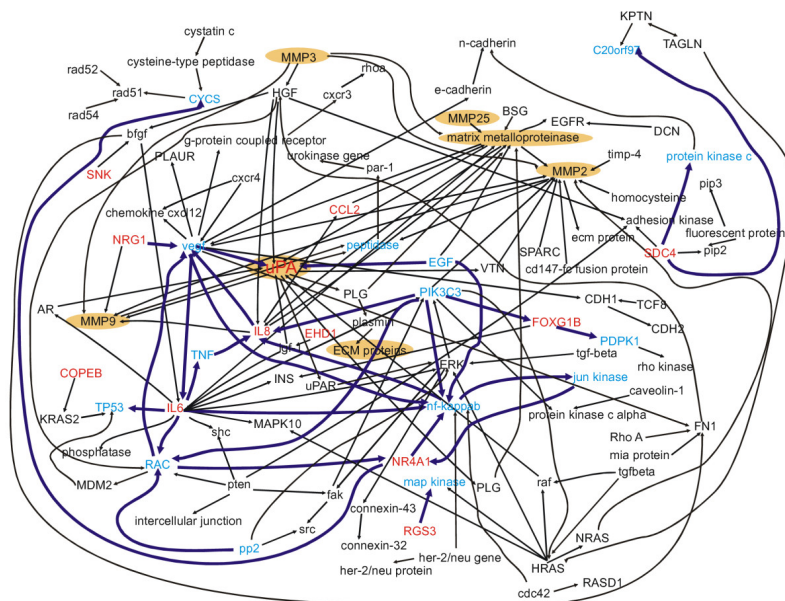 KPTN
cystatin c
n-cadherin
TAGLN
C20orf97
MMP3
rad52
cysteine-type peptidase
rhoa
rad51
CYCS
HGF
cxcr3
e-cadherin
rad54
bfgf
MMP25
BSG
EGFR
matrix metalloproteinase
DCN
g-protein coupled receptor
urokinase gene
PLAUR
par-1
protein kinase c
SNK
timp-4
MMP2
cxcr4
pip3
homocysteine
CCL2
chemokine cxcl12
adhesion kinase
fluorescent protein
NRG1
vegf
peptidase
ecm protein
SDC4
pip2
SPARC
EGF
uPA
VTN
cd147-fc fusion protein
PLG
PIK3C3
CDH1
TCF8
AR
MMP9
plasmin
FOXG1B
IL8
EHD1
CDH2
igf-1
PDPK1
ECM proteins
TNF
tgf-beta
ERK
rho kinase
COPEB
INS
uPAR
jun kinase
caveolin-1
TP53
IL6
nf-kappab
KRAS2
MAPK10
protein kinase c alpha
FN1
shc
Rho A
phosphatase
mia protein
RAC
NR4A1
tgfbeta
MDM2
pten
map kinase
PLG
raf
fak
intercellular junction
connexin-43
src
RGS3
NRAS
pp2
connexin-32
her-2/neu gene
HRAS
her-2/neu protein
RASD1
cdc42